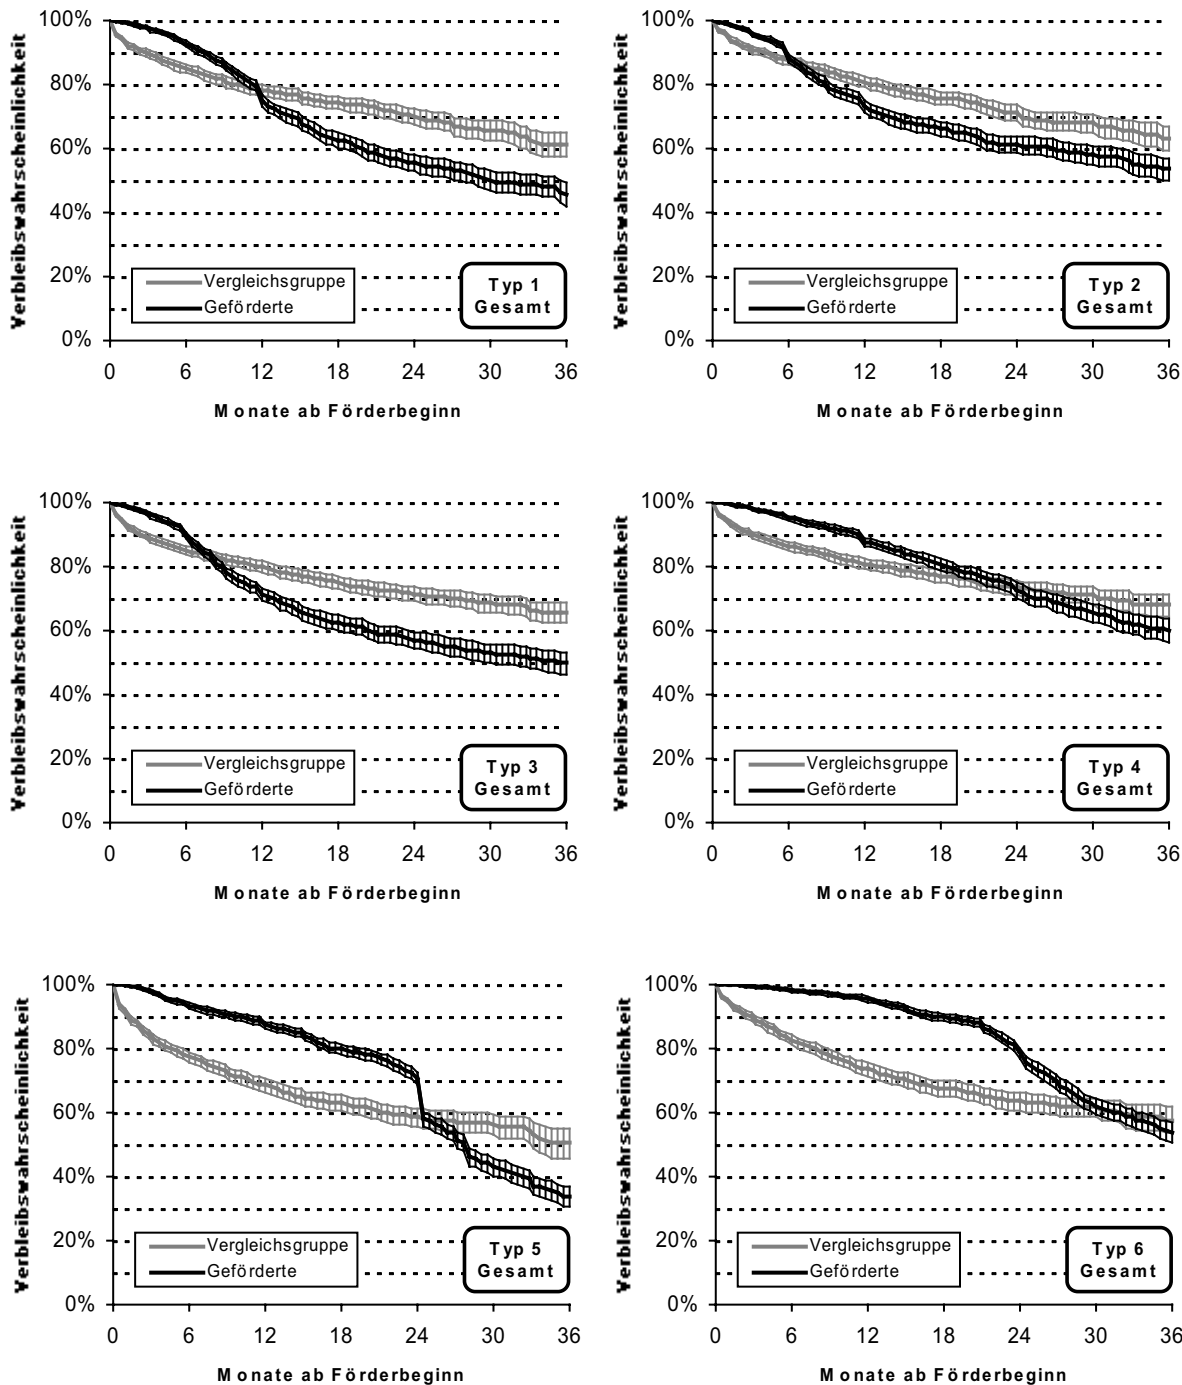 Verbleibswahrscheinlichkeit
100%
80%
60%
40%
20%
0%
Vergleichsgruppe
Geförderte
Typ 1
Gesamt
0 6 12 18 24 30 36
Monate ab Förderbeginn
Verbleibswahrscheinlichkeit
100%
80%
60%
40%
20%
0%
Vergleichsgruppe
Geförderte
Typ 2
Gesamt
0 6 12 18 24 30 36
Monate ab Förderbeginn
Verbleibswahrscheinlichkeit
100%
80%
60%
40%
20%
0%
Vergleichsgruppe
Geförderte
Typ 3
Gesamt
0 6 12 18 24 30 36
Monate ab Förderbeginn
Verbleibswahrscheinlichkeit
100%
80%
60%
40%
20%
0%
Vergleichsgruppe
Geförderte
Typ 4
Gesamt
0 6 12 18 24 30 36
Monate ab Förderbeginn
Verbleibswahrscheinlichkeit
100%
80%
60%
40%
20%
0%
Vergleichsgruppe
Geförderte
Typ 5
Gesamt
0 6 12 18 24 30 36
Monate ab Förderbeginn
Verbleibswahrscheinlichkeit
100%
80%
60%
40%
20%
0%
Vergleichsgruppe
Geförderte
Typ 6
Gesamt
0 6 12 18 24 30 36
Monate ab Förderbeginn